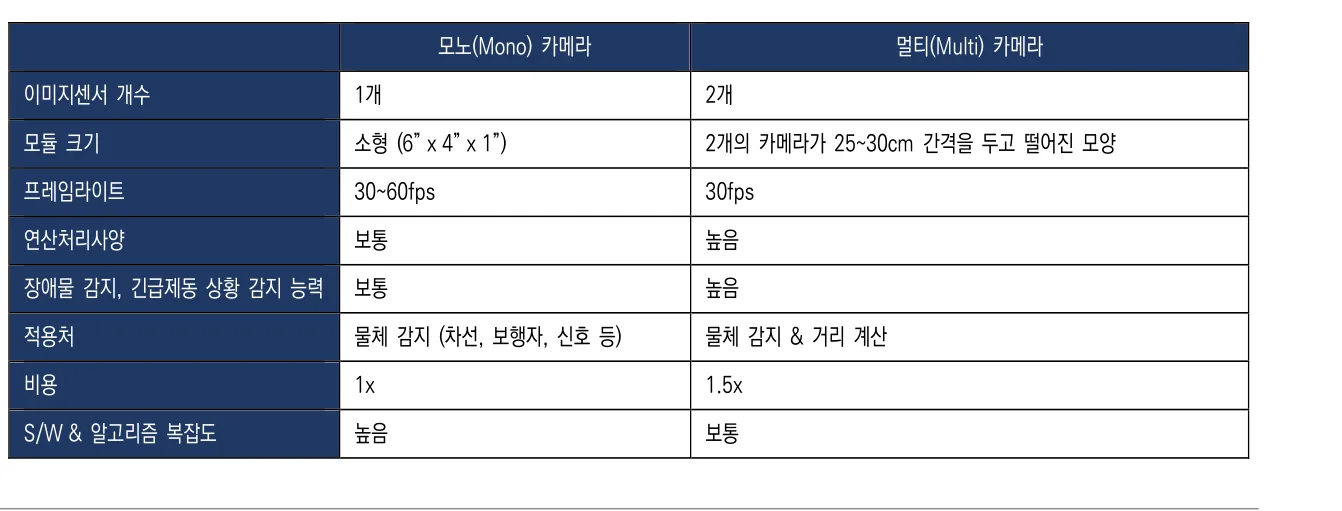 모노(Mono) 카메라 멀티(Multi) 카메라
이미지센서 개수 1개 2개
모듈 크기 소형 (6” x 4” x 1”) 2개의 카메라가 25~30cm 간격을 두고 떨어진 모양
프레임라이트 30~60fps 30fps
연산처리사양 보통 높음
장애물 감지, 긴급제동 상황 감지 능력 보통 높음
적용처 물체 감지 (차선, 보행자, 신호 등) 물체 감지 & 거리 계산
비용 1x 1.5x
S/W & 알고리즘 복잡도 높음 보통